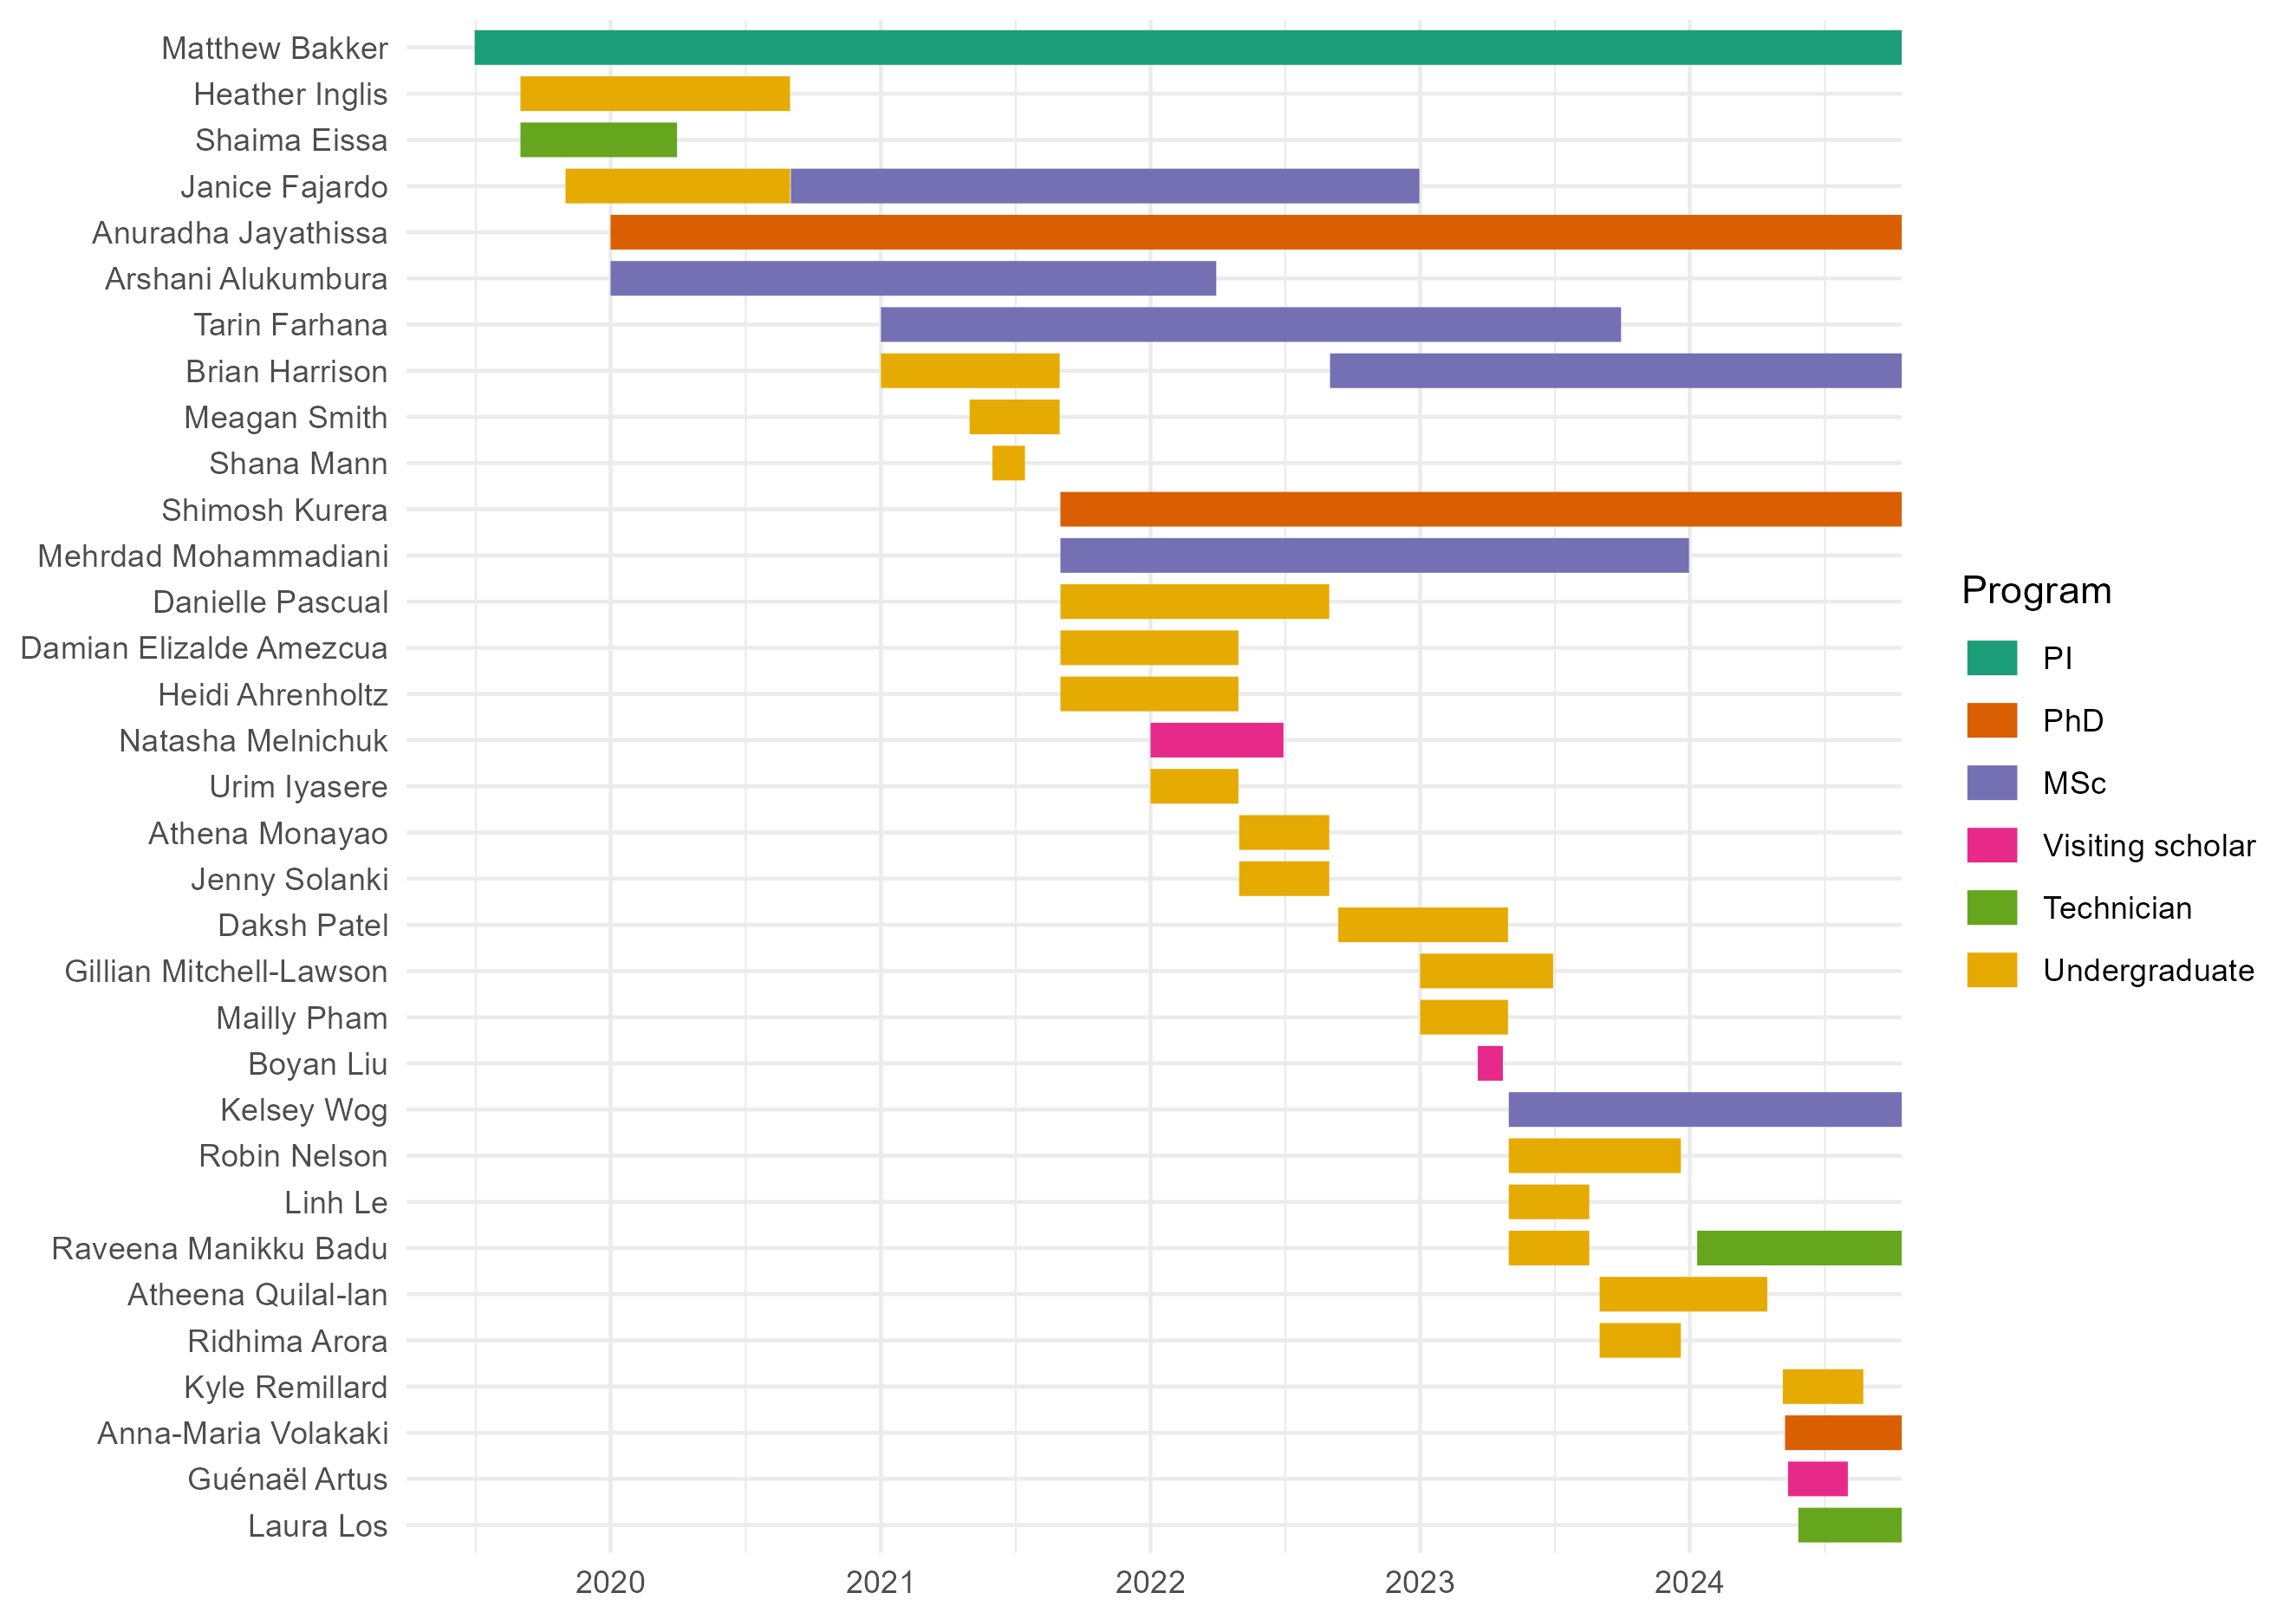 Matthew Bakker
Heather Inglis
Shaima Eissa
Janice Fajardo
Anuradha Jayathissa
Arshani Alukumbura
Tarin Farhana
Brian Harrison
Meagan Smith
Shana Mann
Shimosh Kurera
Mehrdad Mohammadiani
Danielle Pascual
Damian Elizalde Amezcua
Heidi Ahrenholtz
Natasha Melnichuk
Urim Iyasere
Athena Monayao
Jenny Solanki
Daksh Patel
Gillian Mitchell-Lawson
Mailly Pham
Boyan Liu
Kelsey Wog
Robin Nelson
Linh Le
Raveena Manikku Badu
Atheena Quilal-lan
Ridhima Arora
Kyle Remillard
Anna-Maria Volakaki
Guénaël Artus
Laura Los
2020 2021 2022 2023 2024
Program
PI
PhD
MSc
Visiting scholar
Technician
Undergraduate